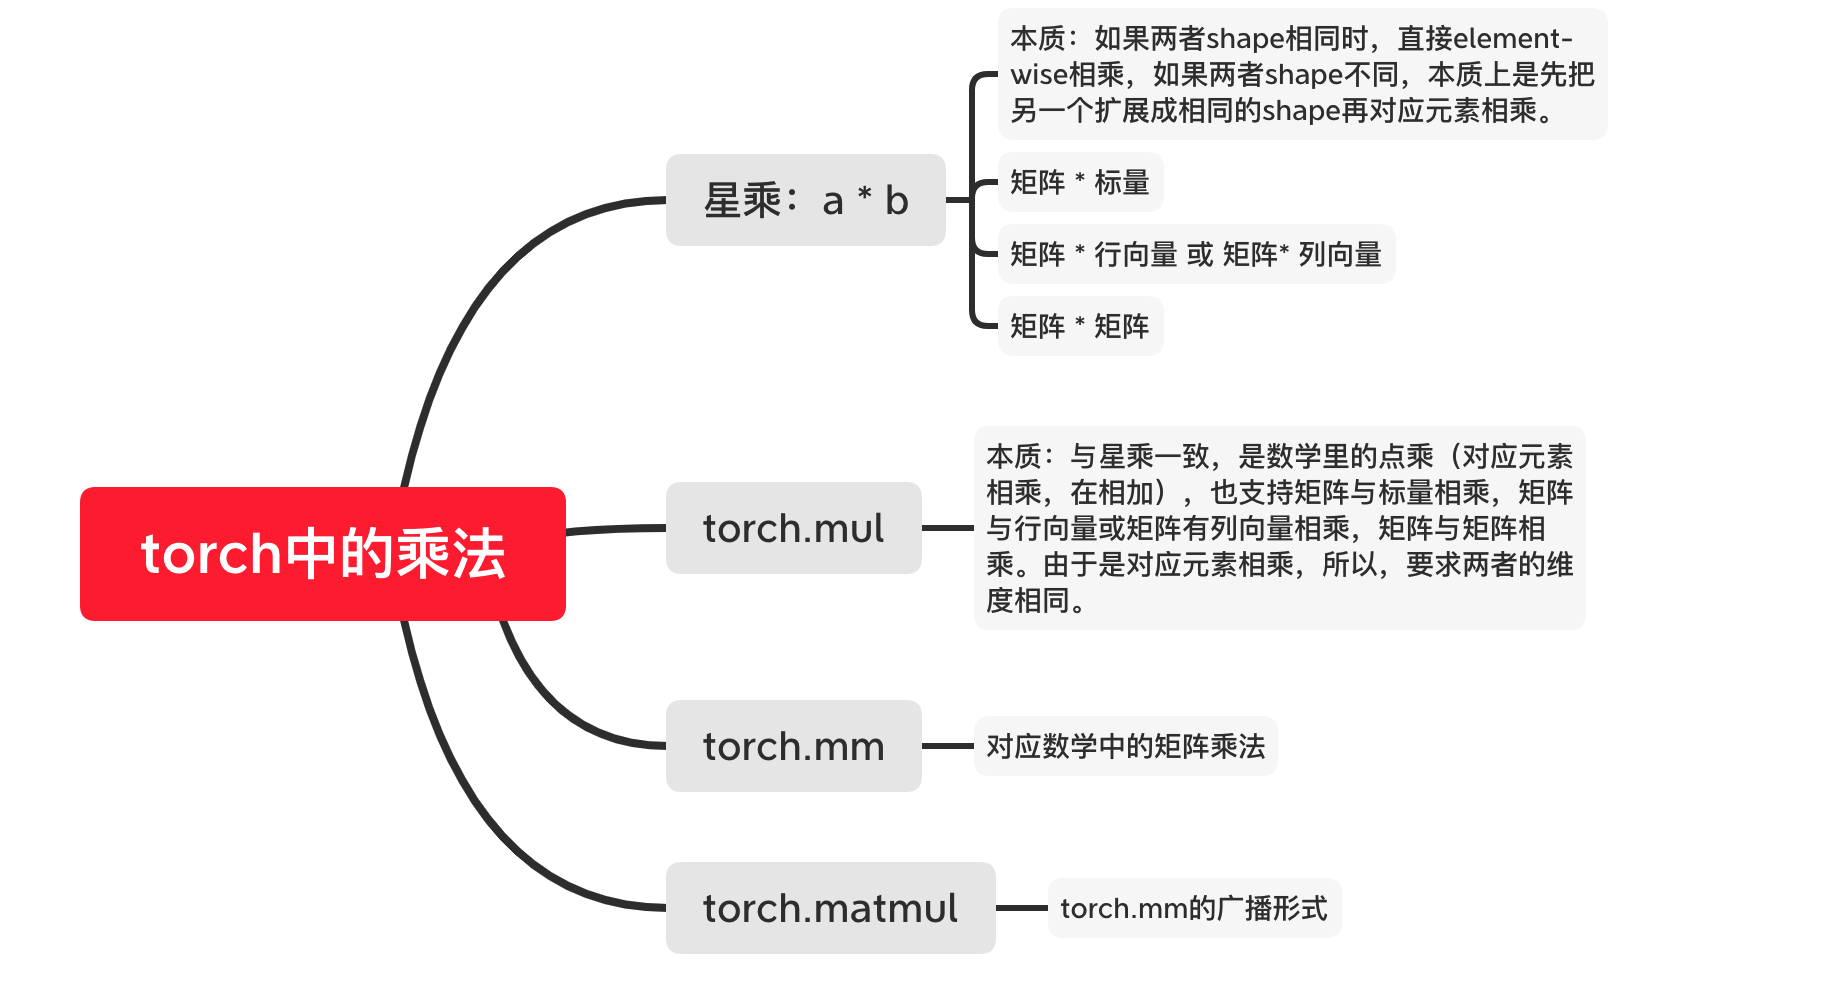 torch中的乘法
星乘：a * b
本质：如果两者shape相同时，直接element-
wise相乘，如果两者shape不同，本质上是先把
另一个扩展成相同的shape再对应元素相乘。
矩阵 * 标量
矩阵 * 行向量 或 矩阵* 列向量
矩阵 * 矩阵
torch.mul
本质：与星乘一致，是数学里的点乘（对应元素
相乘，在相加），也支持矩阵与标量相乘，矩阵
与行向量或矩阵有列向量相乘，矩阵与矩阵相
乘。由于是对应元素相乘，所以，要求两者的维
度相同。
torch.mm
对应数学中的矩阵乘法
torch.matmul
torch.mm的广播形式